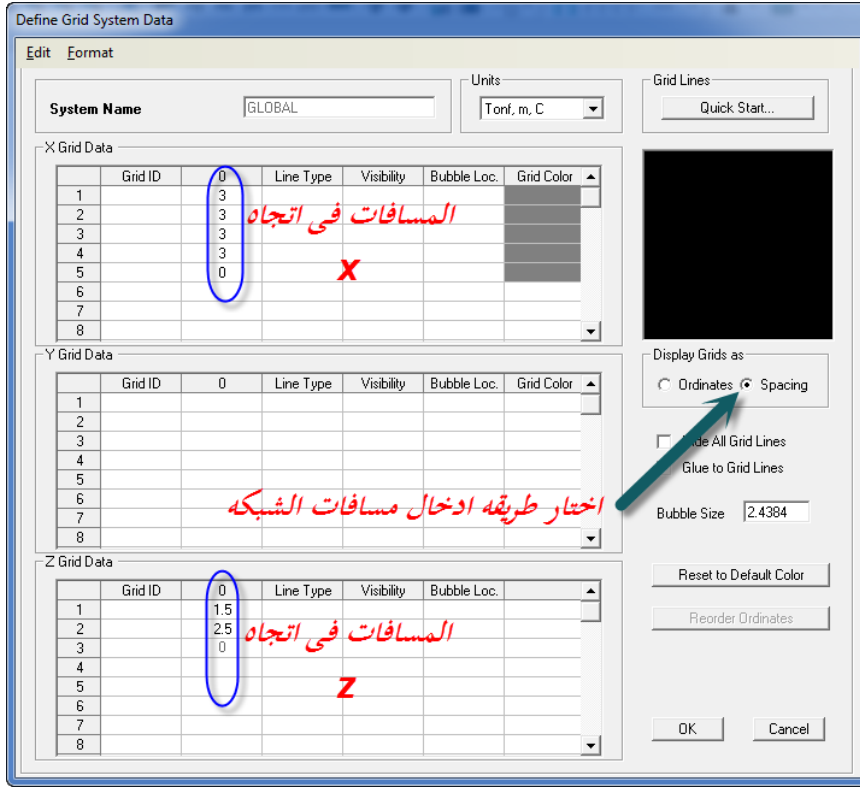 Define Grid System Data
Edit Format
System Name GLOBAL
Units
Tonf, m, C
Grid Lines
Quick Start...
X Grid Data
Grid ID 0 Line Type Visibility Bubble Loc. Grid Color
1 3
2 3
3 3
4 3
5 0
6
7
8
المسافات فى اتجاه
X
Y Grid Data
Grid ID 0 Line Type Visibility Bubble Loc. Grid Color
1
2
3
4
5
6
7
8
اختار طريقه ادخال مسافات الشبكه
Z Grid Data
Grid ID 0 Line Type Visibility Bubble Loc.
1 1.5
2 2.5
3 0
4
5
6
7
8
المسافات فى اتجاه
Z
Display Grids as
Ordinates Spacing
All Grid Lines
Glue to Grid Lines
Bubble Size 2.4384
Reset to Default Color
Reorder Ordinates
OK Cancel